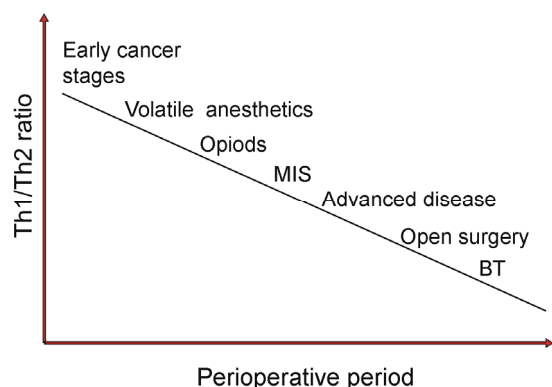 Early cancer
stages
Volatile anesthetics
Opiods
MIS
Advanced disease
Open surgery
BT
Th1/Th2 ratio
Perioperative period